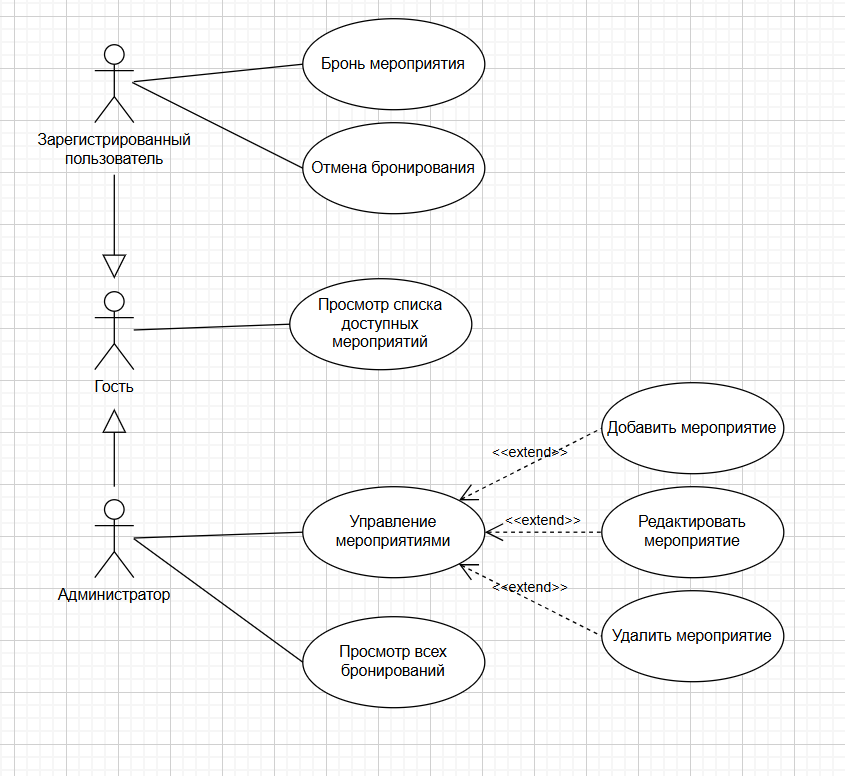 Бронь мероприятия
Зарегистрированный
пользователь
Отмена бронирования
Просмотр списка
доступных
мероприятий
Гость
Добавить мероприятие
<<extend>>
Управление
мероприятиями
<<extend>>
Редактировать
мероприятие
<<extend>>
Администратор
Удалить мероприятие
Просмотр всех
бронирований